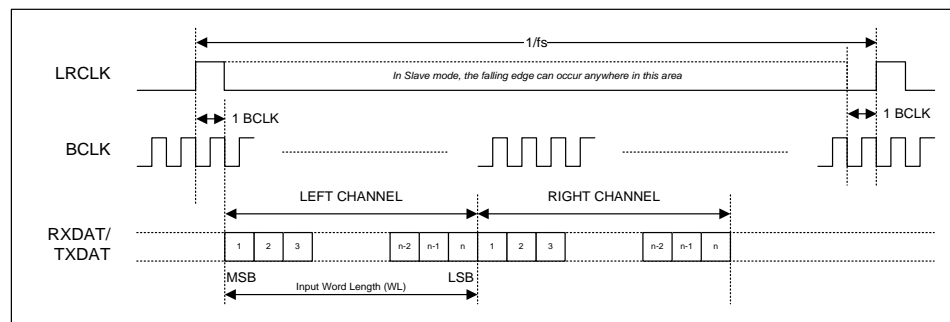 1/fs
LRCLK
In Slave mode, the falling edge can occur anywhere in this area
1 BCLK
1 BCLK
BCLK
LEFT CHANNEL
RIGHT CHANNEL
RXDAT/
TXDAT
1 2 3 n-2 n-1 n 1 2 3 n-2 n-1 n
MSB LSB
Input Word Length (WL)